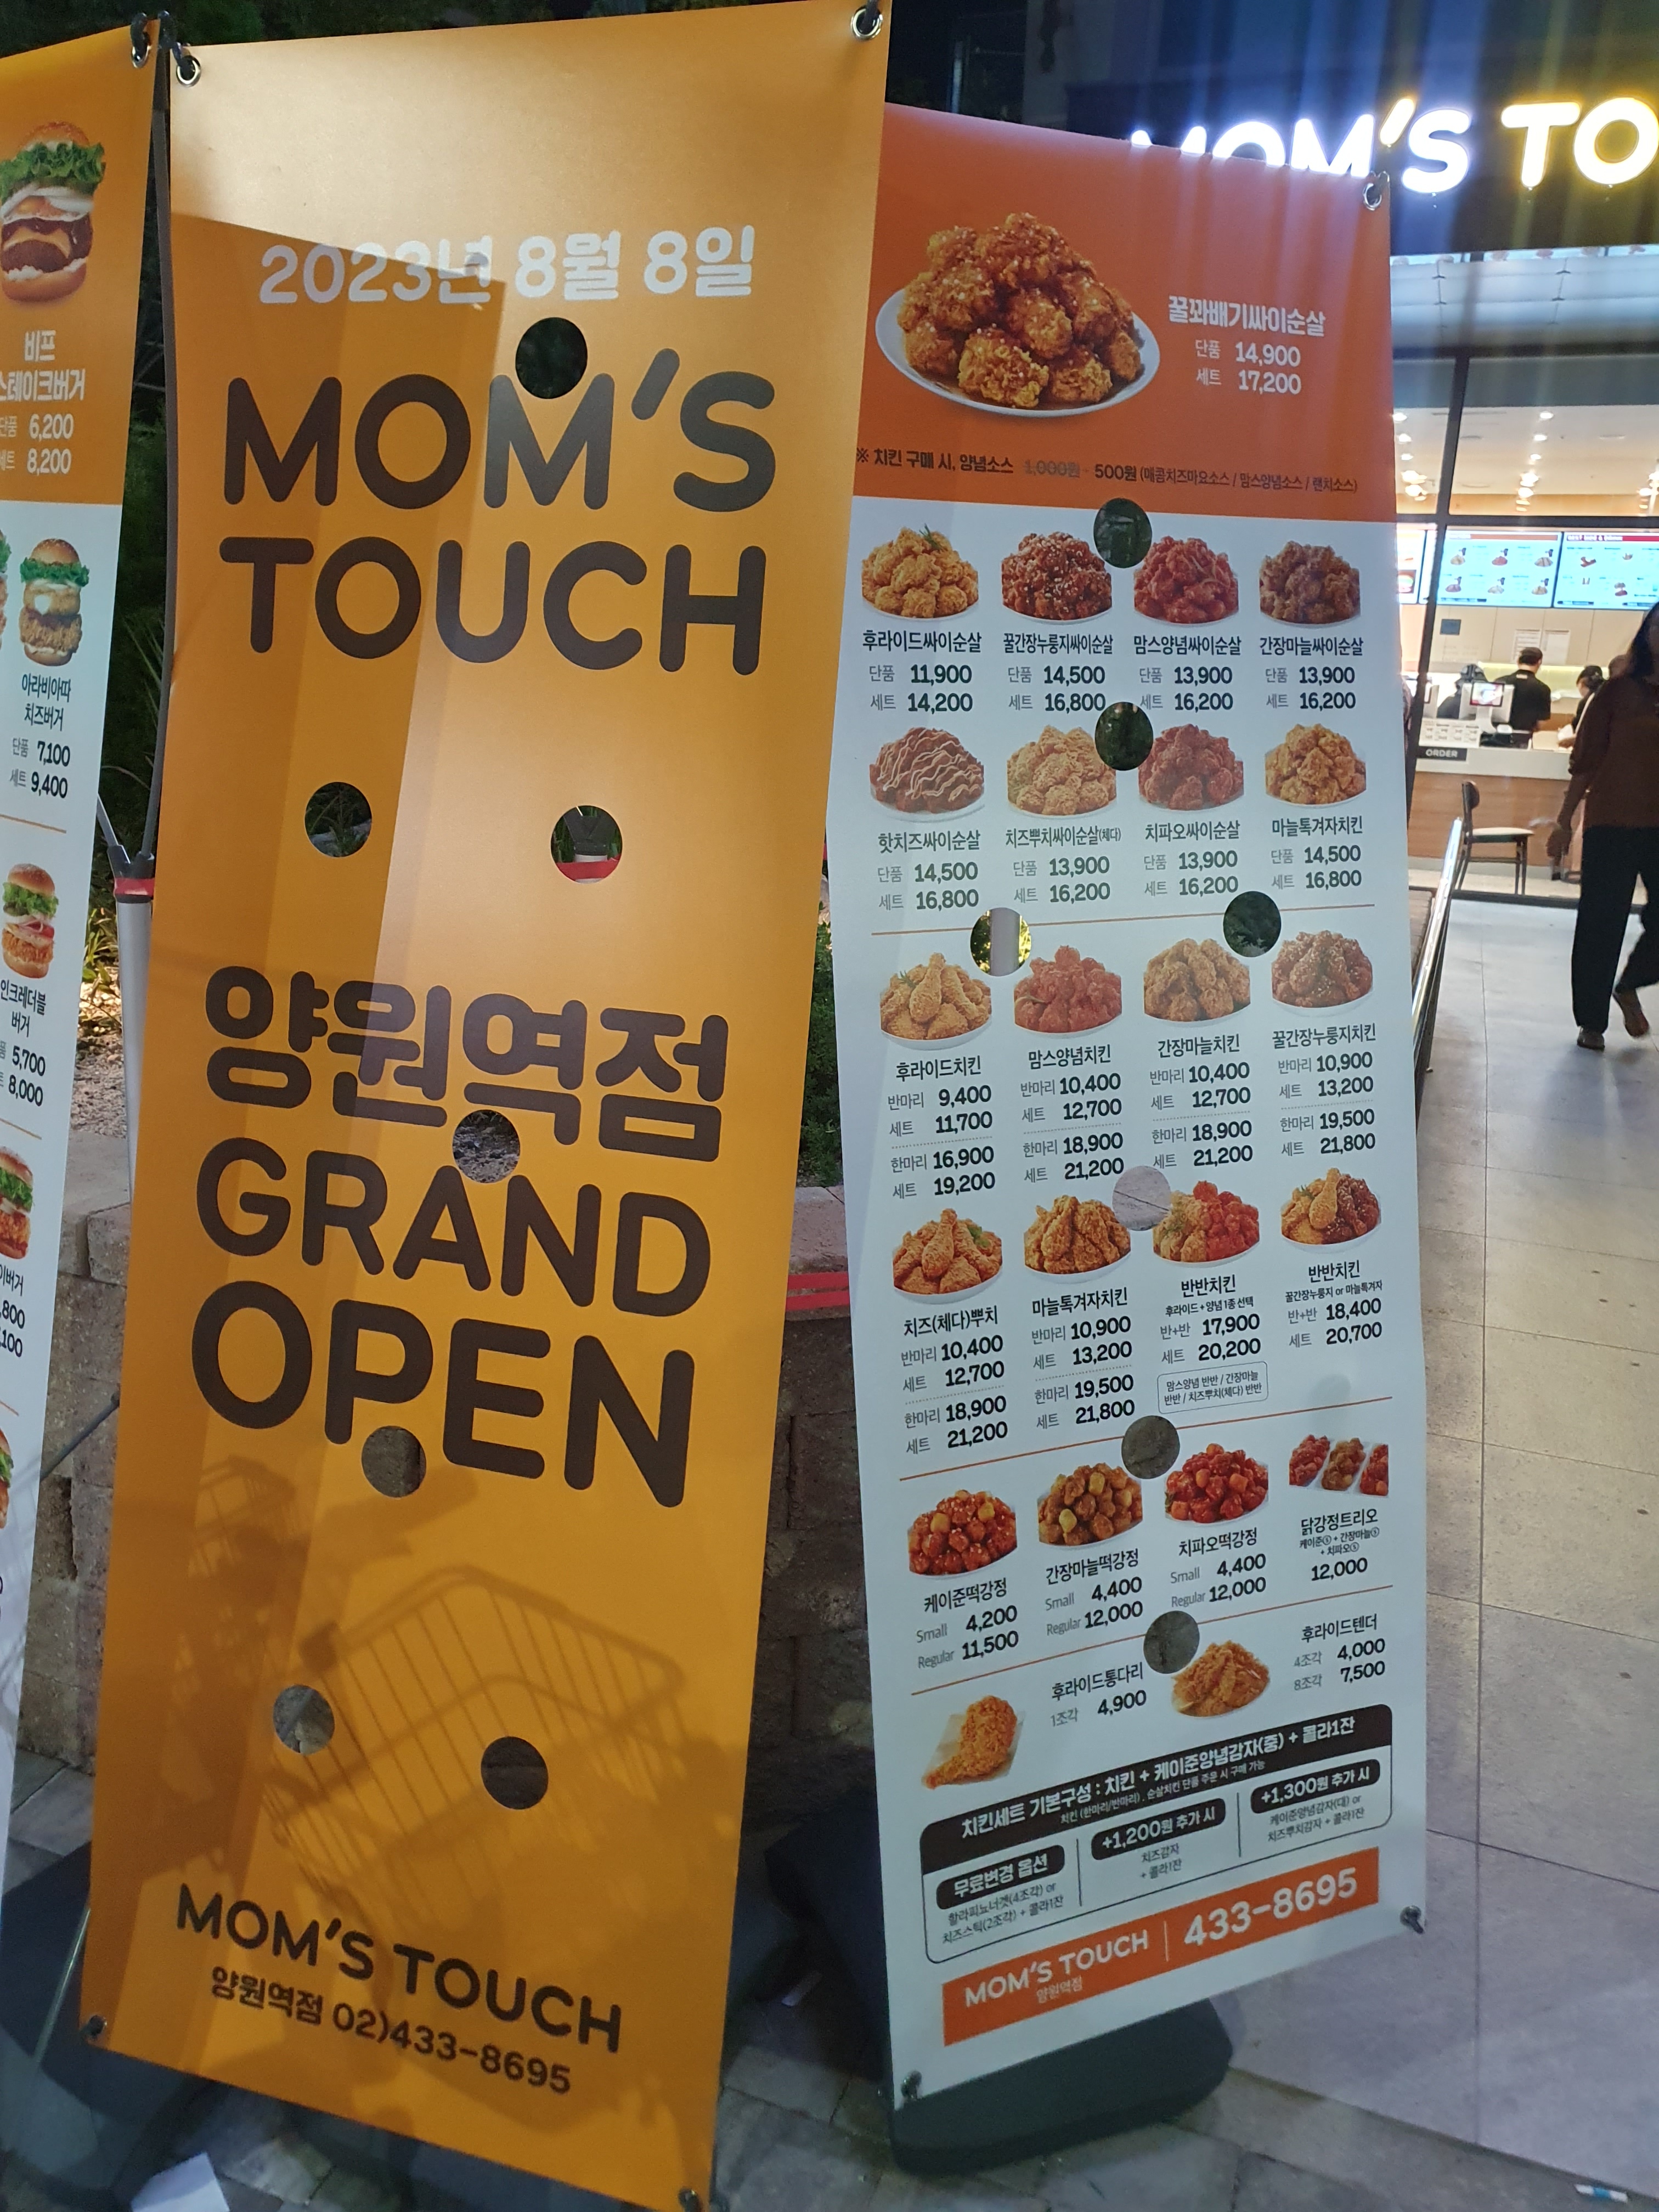 비프
스테이크버거
단품 6,200
세트 8,200
아라비아따
치즈버거
단품 7,100
세트 9,400
인크레더블
버거
5,700
8,000
2023년 8월 8일
MOM'S
TOUCH
양원역점
GRAND
OPEN
MOM'S TOUCH
양원역점 02)433-8695
MOM'S TO
ORDER
꿀꽈배기싸이순살
단품 14,900
세트 17,200
※ 치킨 구매 시, 양념소스 1,000원 - 500원 (매콤치즈마요소스 / 맘스양념소스 / 랜치소스)
후라이드싸이순살 꿀간장누룽지싸이순살 맘스양념싸이순살 간장마늘싸이순살
단품 11,900 단품 14,500 단품 13,900 단품 13,900
세트 14,200 세트 16,800 세트 16,200 세트 16,200
핫치즈싸이순살 치즈뿌치싸이순살(체다) 치파오싸이순살 마늘톡겨자치킨
단품 14,500 단품 13,900 단품 13,900 단품 14,500
세트 16,800 세트 16,200 세트 16,200 세트 16,800
후라이드치킨 맘스양념치킨 간장마늘치킨 꿀간장누룽지치킨
반마리 9,400 반마리 10,400 반마리 10,400 반마리 10,900
세트 11,700 세트 12,700 세트 12,700 세트 13,200
한마리 16,900 한마리 18,900 한마리 18,900 한마리 19,500
세트 19,200 세트 21,200 세트 21,200 세트 21,800
치즈(체다)뿌치 마늘톡겨자치킨 반반치킨 반반치킨
후라이드+양념 1종 선택 꿀간장누룽지 or 마늘톡겨자
반마리 10,400 반마리 10,900 반+반 17,900 반+반 18,400
세트 12,700 세트 13,200 세트 20,200 세트 20,700
한마리 18,900 한마리 19,500
세트 21,200 세트 21,800
맘스양념 반반 / 간장마늘
반반 / 치즈뿌치(체다) 반반
케이준떡강정 간장마늘떡강정 치파오떡강정 닭강정트리오
케이준Ⓢ + 간장마늘Ⓢ
+ 치파오Ⓢ
Small 4,200 Small 4,400 Small 4,400 12,000
Regular 11,500 Regular 12,000 Regular 12,000
후라이드통다리
1조각 4,900
후라이드텐더
4조각 4,000
8조각 7,500
치킨세트 기본구성 : 치킨 + 케이준양념감자(중) + 콜라1잔
치킨 (한마리/반마리) , 순살치킨 단품 주문 시 구매 가능
무료변경 옵션
할라피뇨너겟(4조각) or
치즈스틱(2조각) + 콜라1잔
+1,200원 추가 시
치즈감자
+ 콜라1잔
+1,300원 추가 시
케이준양념감자(대) or
치즈뿌치감자 + 콜라1잔
MOM'S TOUCH
양원역점
433-8695